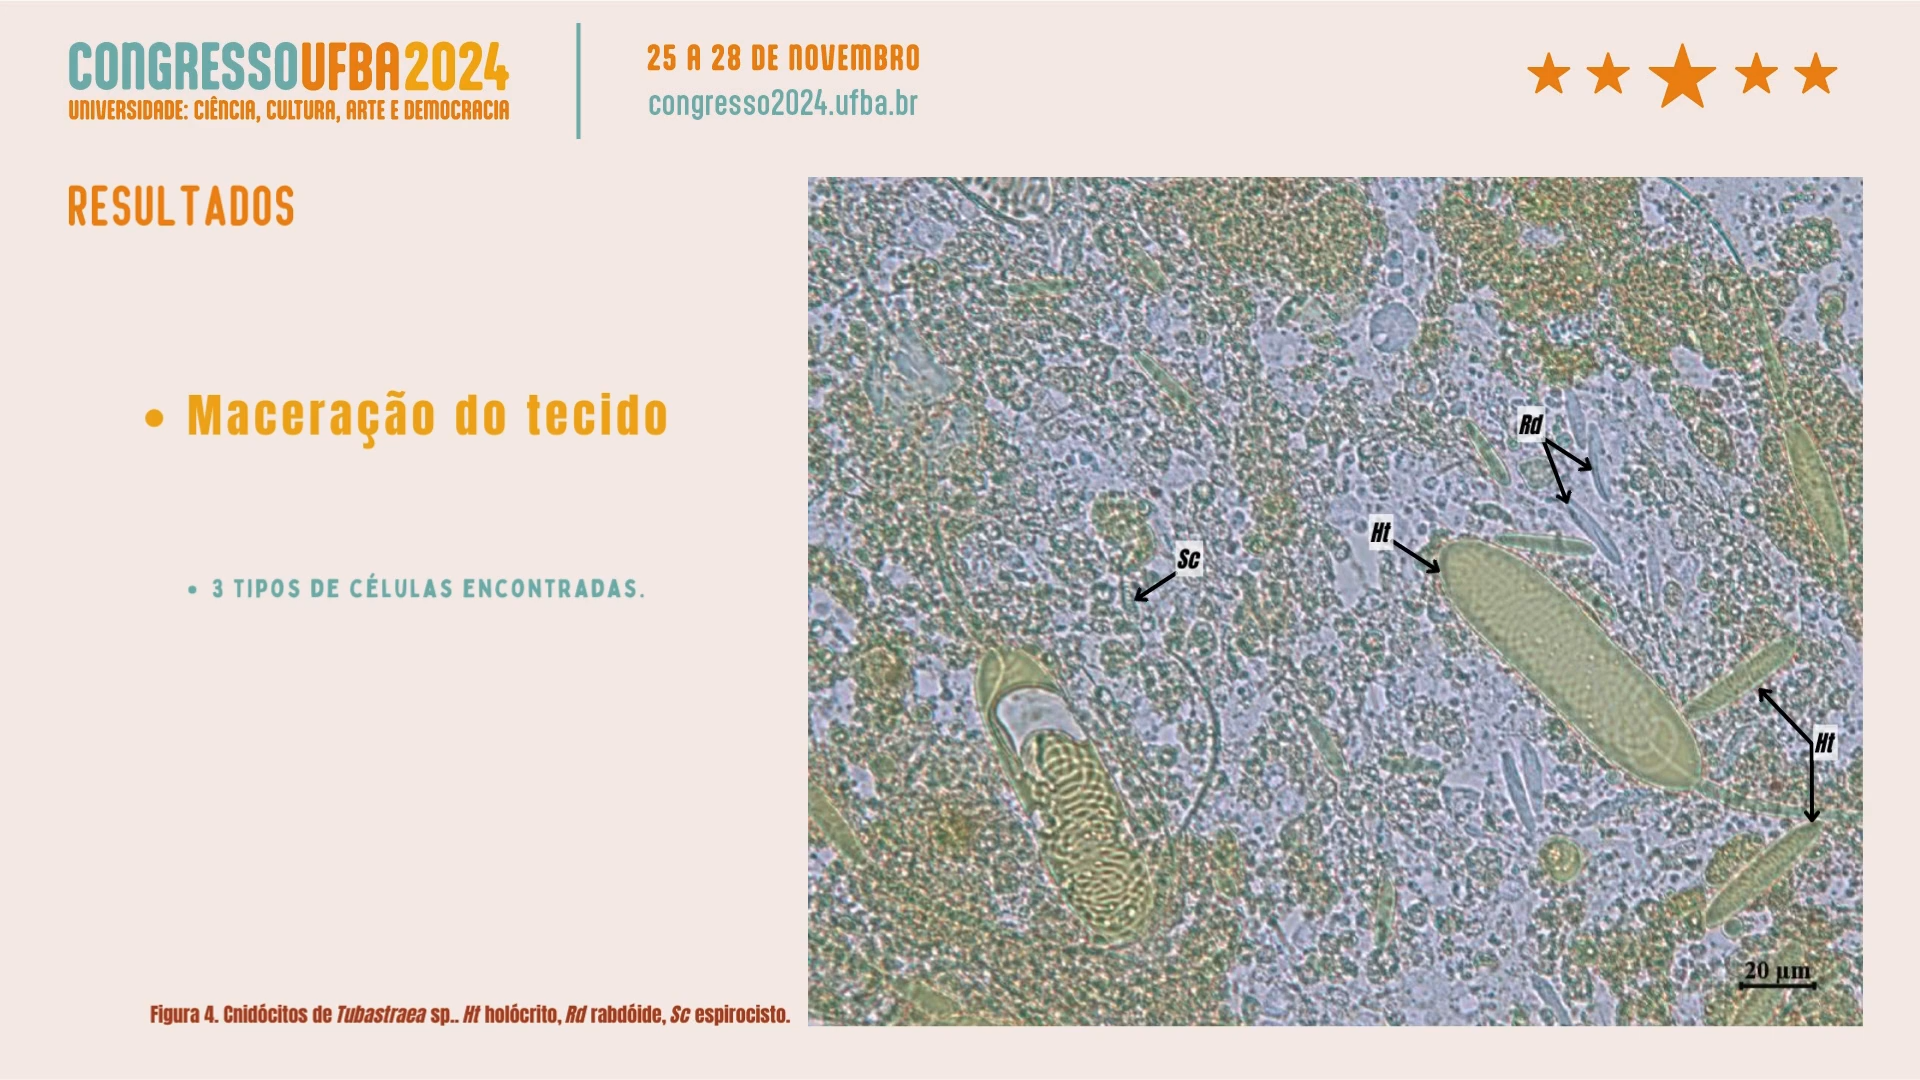 CONGRESSOUFBA2024
UNIVERSIDADE: CIÊNCIA, CULTURA, ARTE E DEMOCRACIA
25 A 28 DE NOVEMBRO
congresso2024.ufba.br
RESULTADOS
• Maceração do tecido
• 3 TIPOS DE CÉLULAS ENCONTRADAS.
Rd
Ht
Sc
Ht
20 µm
Figura 4. Cnidócitos de Tubastraea sp.. Ht holócrito, Rd rabdóide, Sc espirocisto.